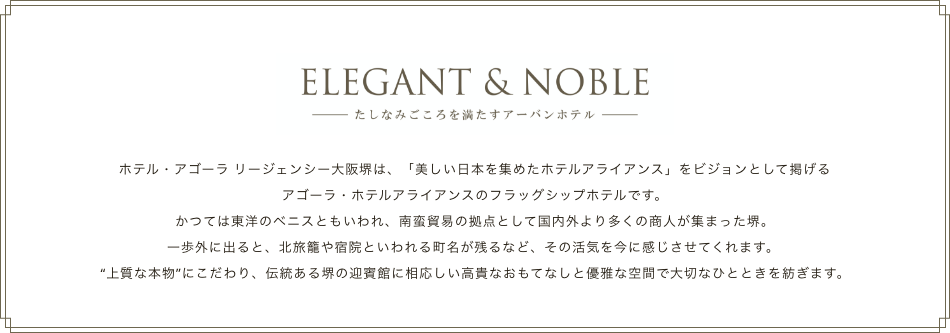 ELEGANT & NOBLE
たしなみごころを満たすアーバンホテル
ホテル・アゴーラ リージェンシー大阪堺は、「美しい日本を集めたホテルアライアンス」をビジョンとして掲げる
アゴーラ・ホテルアライアンスのフラッグシップホテルです。
かつては東洋のベニスともいわれ、南蛮貿易の拠点として国内外より多くの商人が集まった堺。
一歩外に出ると、北旅籠や宿院といわれる町名が残るなど、その活気を今に感じさせてくれます。
“上質な本物”にこだわり、伝統ある堺の迎賓館に相応しい高貴なおもてなしと優雅な空間で大切なひとときを紡ぎます。